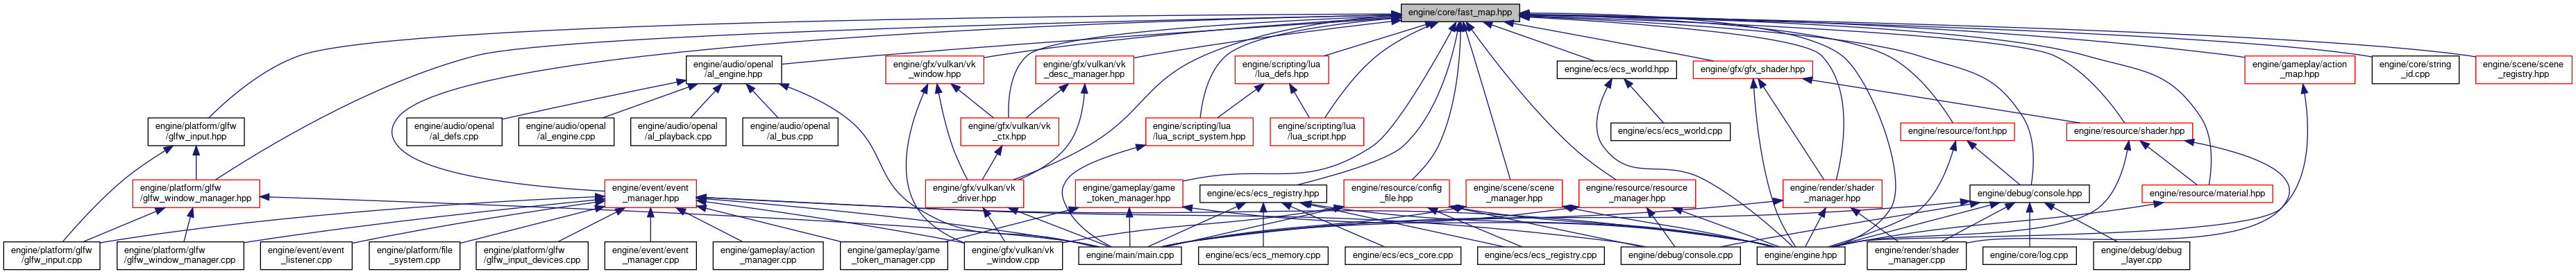 engine/core/fast_map.hpp
engine/audio/openal
/al_engine.hpp
engine/gfx/vulkan/vk
_window.hpp
engine/gfx/vulkan/vk
_desc_manager.hpp
engine/scripting/lua
/lua_defs.hpp
engine/ecs/ecs_world.hpp
engine/gfx/gfx_shader.hpp
engine/gameplay/action
_map.hpp
engine/core/string
_id.cpp
engine/scene/scene
_registry.hpp
engine/platform/glfw
/glfw_input.hpp
engine/audio/openal
/al_defs.cpp
engine/audio/openal
/al_engine.cpp
engine/audio/openal
/al_playback.cpp
engine/audio/openal
/al_bus.cpp
engine/gfx/vulkan/vk
_ctx.hpp
engine/scripting/lua
/lua_script_system.hpp
engine/scripting/lua
/lua_script.hpp
engine/ecs/ecs_world.cpp
engine/resource/font.hpp
engine/resource/shader.hpp
engine/platform/glfw
/glfw_window_manager.hpp
engine/event/event
_manager.hpp
engine/gfx/vulkan/vk
_driver.hpp
engine/gameplay/game
_token_manager.hpp
engine/ecs/ecs_registry.hpp
engine/resource/config
_file.hpp
engine/scene/scene
_manager.hpp
engine/resource/resource
_manager.hpp
engine/render/shader
_manager.hpp
engine/debug/console.hpp
engine/resource/material.hpp
engine/platform/glfw
/glfw_input.cpp
engine/platform/glfw
/glfw_window_manager.cpp
engine/event/event
_listener.cpp
engine/platform/file
_system.cpp
engine/platform/glfw
/glfw_input_devices.cpp
engine/event/event
_manager.cpp
engine/gameplay/action
_manager.cpp
engine/gameplay/game
_token_manager.cpp
engine/gfx/vulkan/vk
_window.cpp
engine/main/main.cpp
engine/ecs/ecs_memory.cpp
engine/ecs/ecs_core.cpp
engine/ecs/ecs_registry.cpp
engine/debug/console.cpp
engine/engine.hpp
engine/render/shader
_manager.cpp
engine/core/log.cpp
engine/debug/debug
_layer.cpp